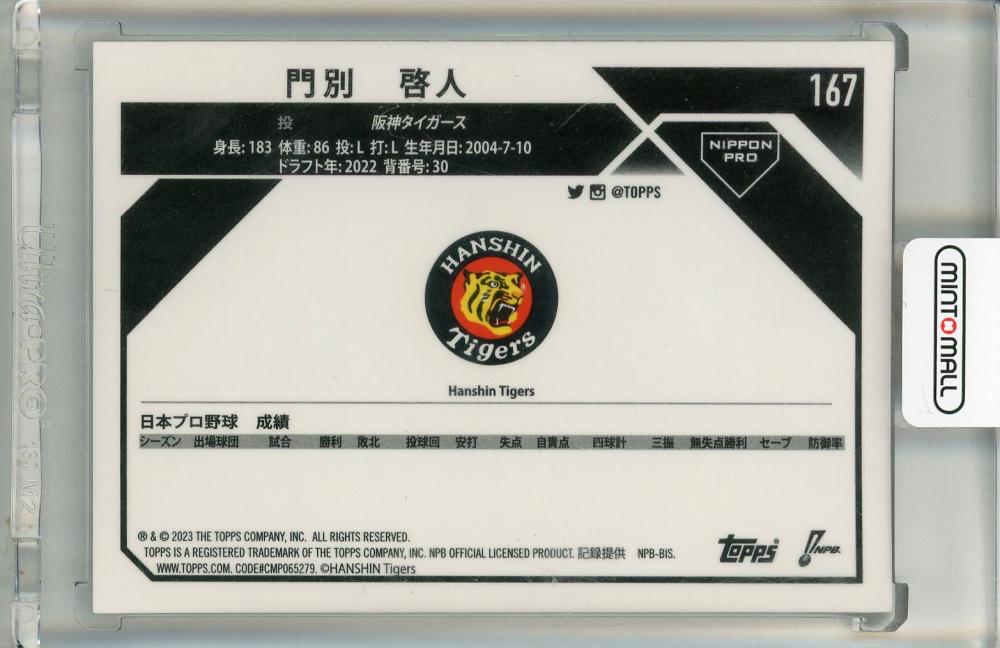 門別 啓人
167
投 阪神タイガース
身長: 183 体重: 86 投: L 打: L 生年月日: 2004-7-10
ドラフト年: 2022 背番号: 30
NIPPON
PRO
@TOPPS
HANSHIN
Tigers
Hanshin Tigers
日本プロ野球 成績
シーズン 出場球団 試合 勝利 敗北 投球回 安打 失点 自責点 四球計 三振 無失点勝利 セーブ 防御率
® & © 2023 THE TOPPS COMPANY, INC. ALL RIGHTS RESERVED.
TOPPS IS A REGISTERED TRADEMARK OF THE TOPPS COMPANY, INC. NPB OFFICIAL LICENSED PRODUCT. 記録提供 NPB-BIS.
WWW.TOPPS.COM. CODE#CMP065279. ©HANSHIN Tigers
topps
NPB.
MINT MALL
Ultra·PRO®
130 M2